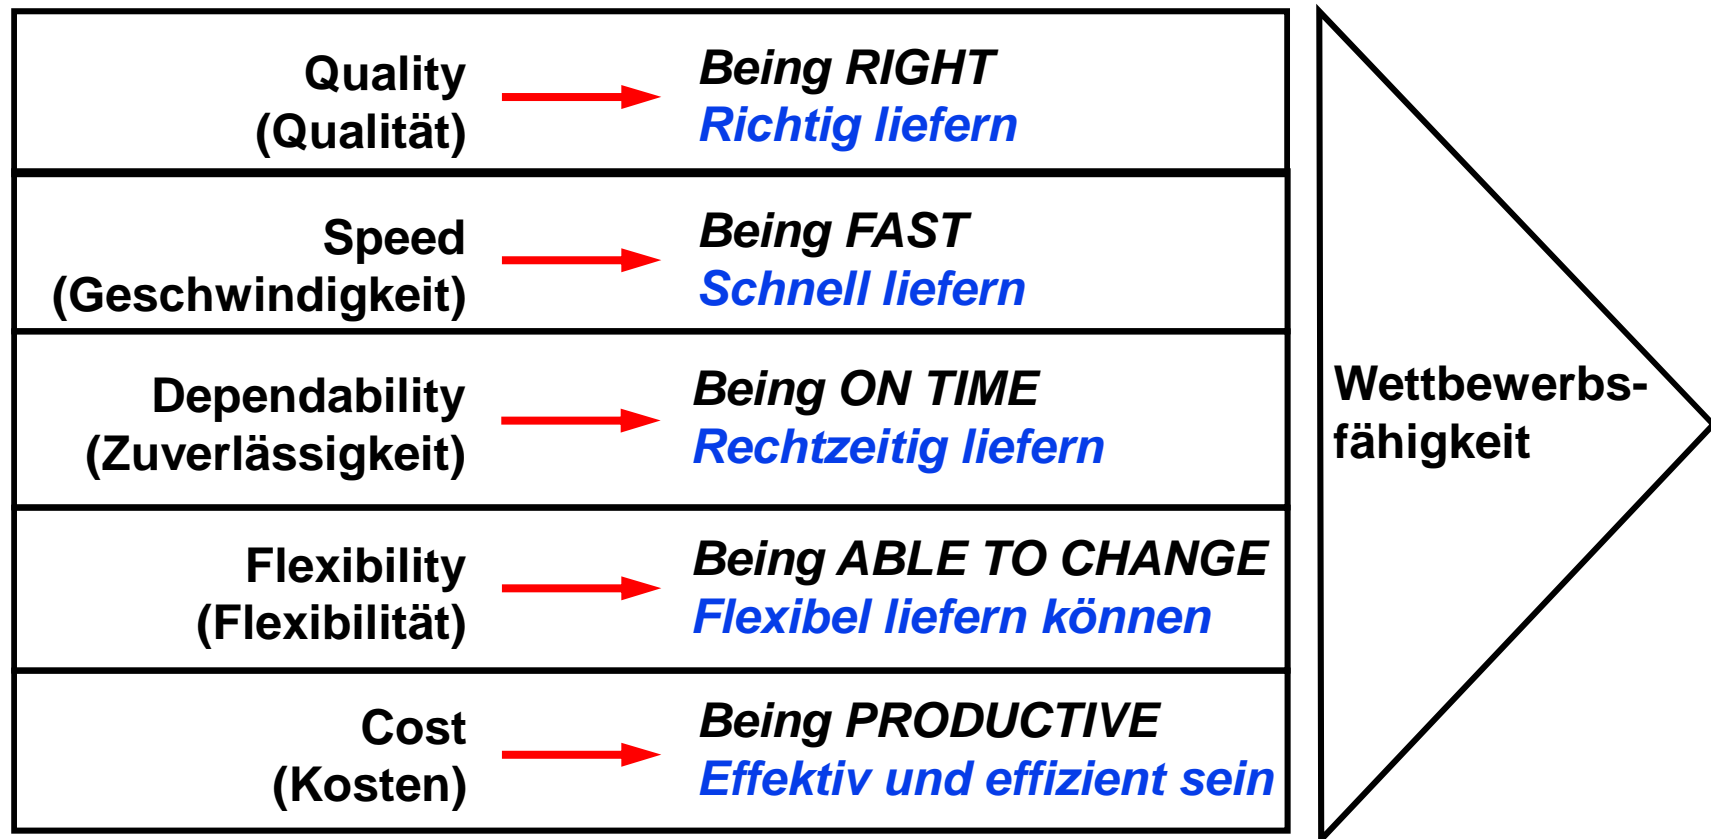 Quality
(Qualität)
Being RIGHT
Richtig liefern
Speed
(Geschwindigkeit)
Being FAST
Schnell liefern
Dependability
(Zuverlässigkeit)
Being ON TIME
Rechtzeitig liefern
Flexibility
(Flexibilität)
Being ABLE TO CHANGE
Flexibel liefern können
Cost
(Kosten)
Being PRODUCTIVE
Effektiv und effizient sein
Wettbewerbs-
fähigkeit